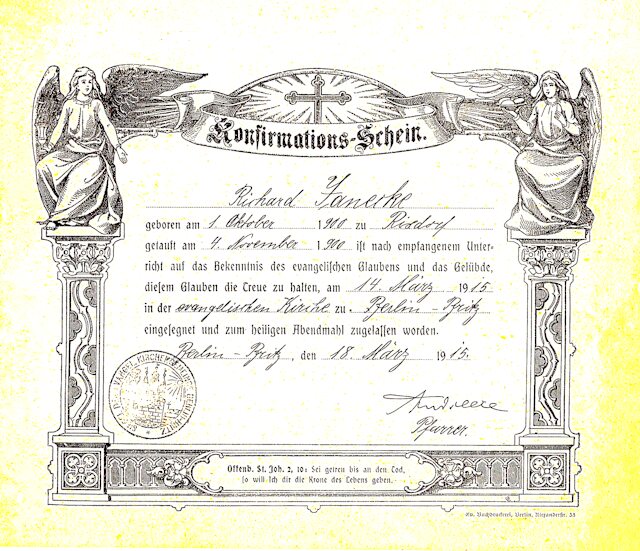 Konfirmations-Schein.
Richard Janecke
geboren am 1. Oktober 1900 zu Rixdorf
getauft am 4. November 1900 ist nach empfangenem Unter-
richt auf das Bekenntnis des evangelischen Glaubens und das Gelübde,
diesem Glauben die Treue zu halten, am 14. März 1915
in der evangelischen Kirche zu Berlin-Britz
eingesegnet und zum heiligen Abendmahl zugelassen worden.
Berlin-Britz, den 18. März 1915.
Pfarrer.
Offenb. St. Joh. 2, 10: Sei getreu bis an den Tod,
so will Ich dir die Krone des Lebens geben.
Buchdruckerei, Berlin,